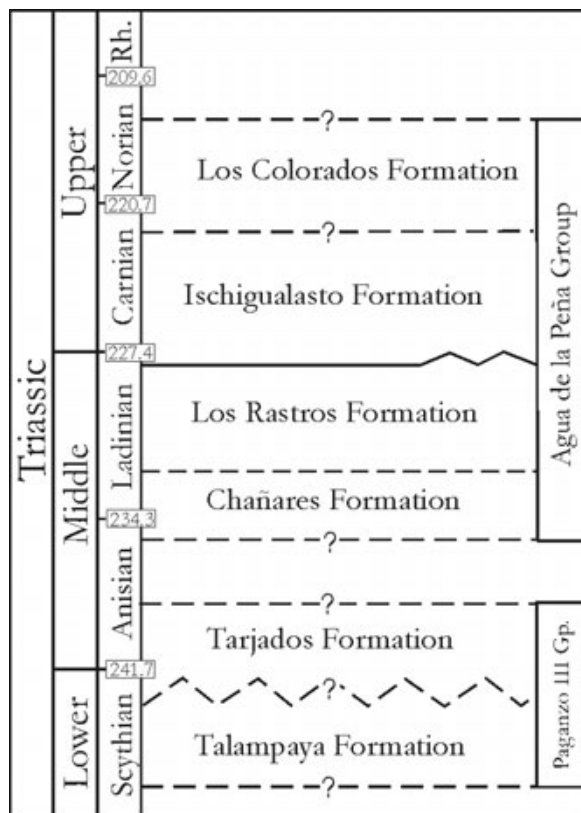 Triassic
Upper
Middle
Lower
Rh.
209.6
Norian
220.7
Carnian
227.4
Ladinian
234.3
Anisian
241.7
Scythian
?
Los Colorados Formation
?
Ischigualasto Formation
Los Rastros Formation
Chañares Formation
?
?
Tarjados Formation
?
Talampaya Formation
?
Agua de la Peña Group
Paganzo III Gp.